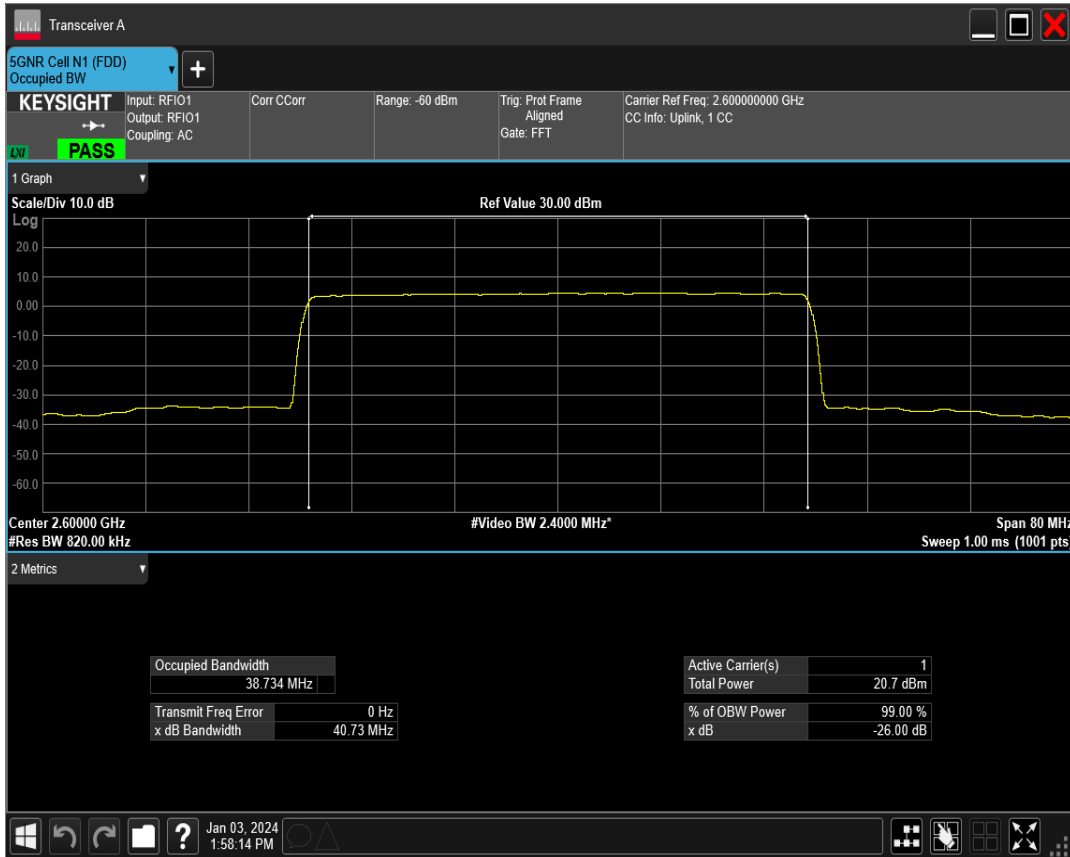 Transceiver A
5GNR Cell N1 (FDD)
Occupied BW
+
KEYSIGHT
LXI
PASS
Input: RFIO1
Output: RFIO1
Coupling: AC
Corr CCorr
Range: -60 dBm
Trig: Prot Frame
Aligned
Gate: FFT
Carrier Ref Freq: 2.600000000 GHz
CC Info: Uplink, 1 CC
1 Graph
Scale/Div 10.0 dB
Ref Value 30.00 dBm
Log
20.0
10.0
0.00
-10.0
-20.0
-30.0
-40.0
-50.0
-60.0
Center 2.60000 GHz
#Video BW 2.4000 MHz*
Span 80 MHz
#Res BW 820.00 kHz
Sweep 1.00 ms (1001 pts)
2 Metrics
Occupied Bandwidth
38.734 MHz
Transmit Freq Error 0 Hz
x dB Bandwidth 40.73 MHz
Active Carrier(s) 1
Total Power 20.7 dBm
% of OBW Power 99.00 %
x dB -26.00 dB
?
Jan 03, 2024
1:58:14 PM